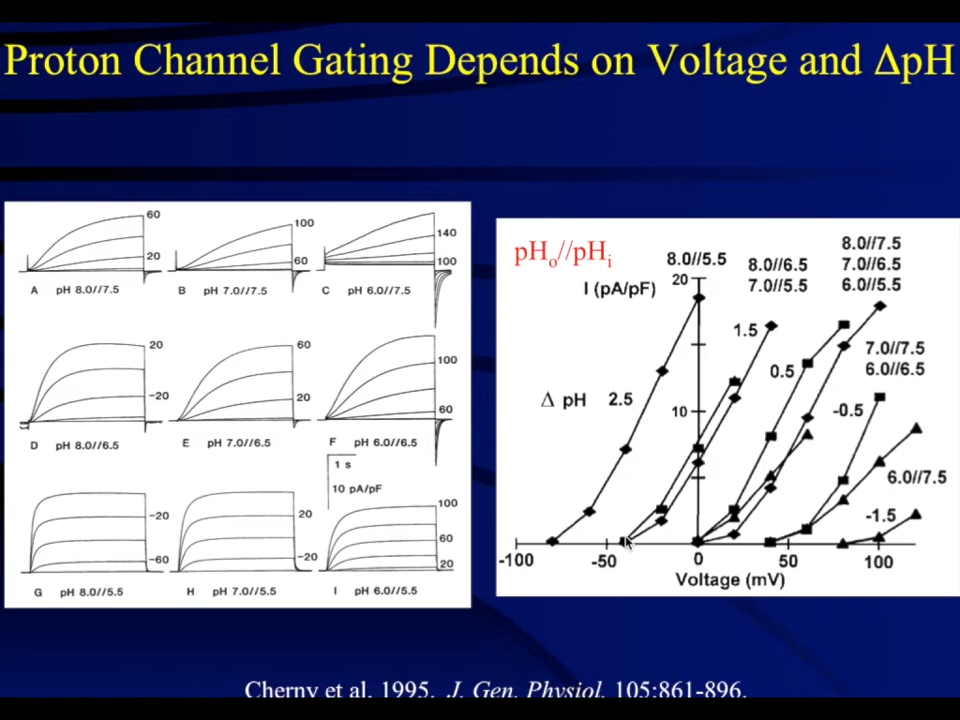 Proton Channel Gating Depends on Voltage and ΔpH
60
20
A pH 8.0//7.5
100
60
B pH 7.0//7.5
140
100
C pH 6.0//7.5
20
-20
D pH 8.0//6.5
60
20
E pH 7.0//6.5
100
60
F pH 6.0//6.5
1 s
10 pA/pF
-20
-60
G pH 8.0//5.5
20
-20
H pH 7.0//5.5
100
60
20
I pH 6.0//5.5
pHo//pHi
8.0//5.5
8.0//6.5
7.0//5.5
8.0//7.5
7.0//6.5
6.0//5.5
I (pA/pF)
20
1.5
7.0//7.5
6.0//6.5
0.5
Δ pH 2.5
10
-0.5
6.0//7.5
-1.5
-100 -50 0 50 100
Voltage (mV)
Cherny et al. 1995. J. Gen. Physiol. 105:861-896.